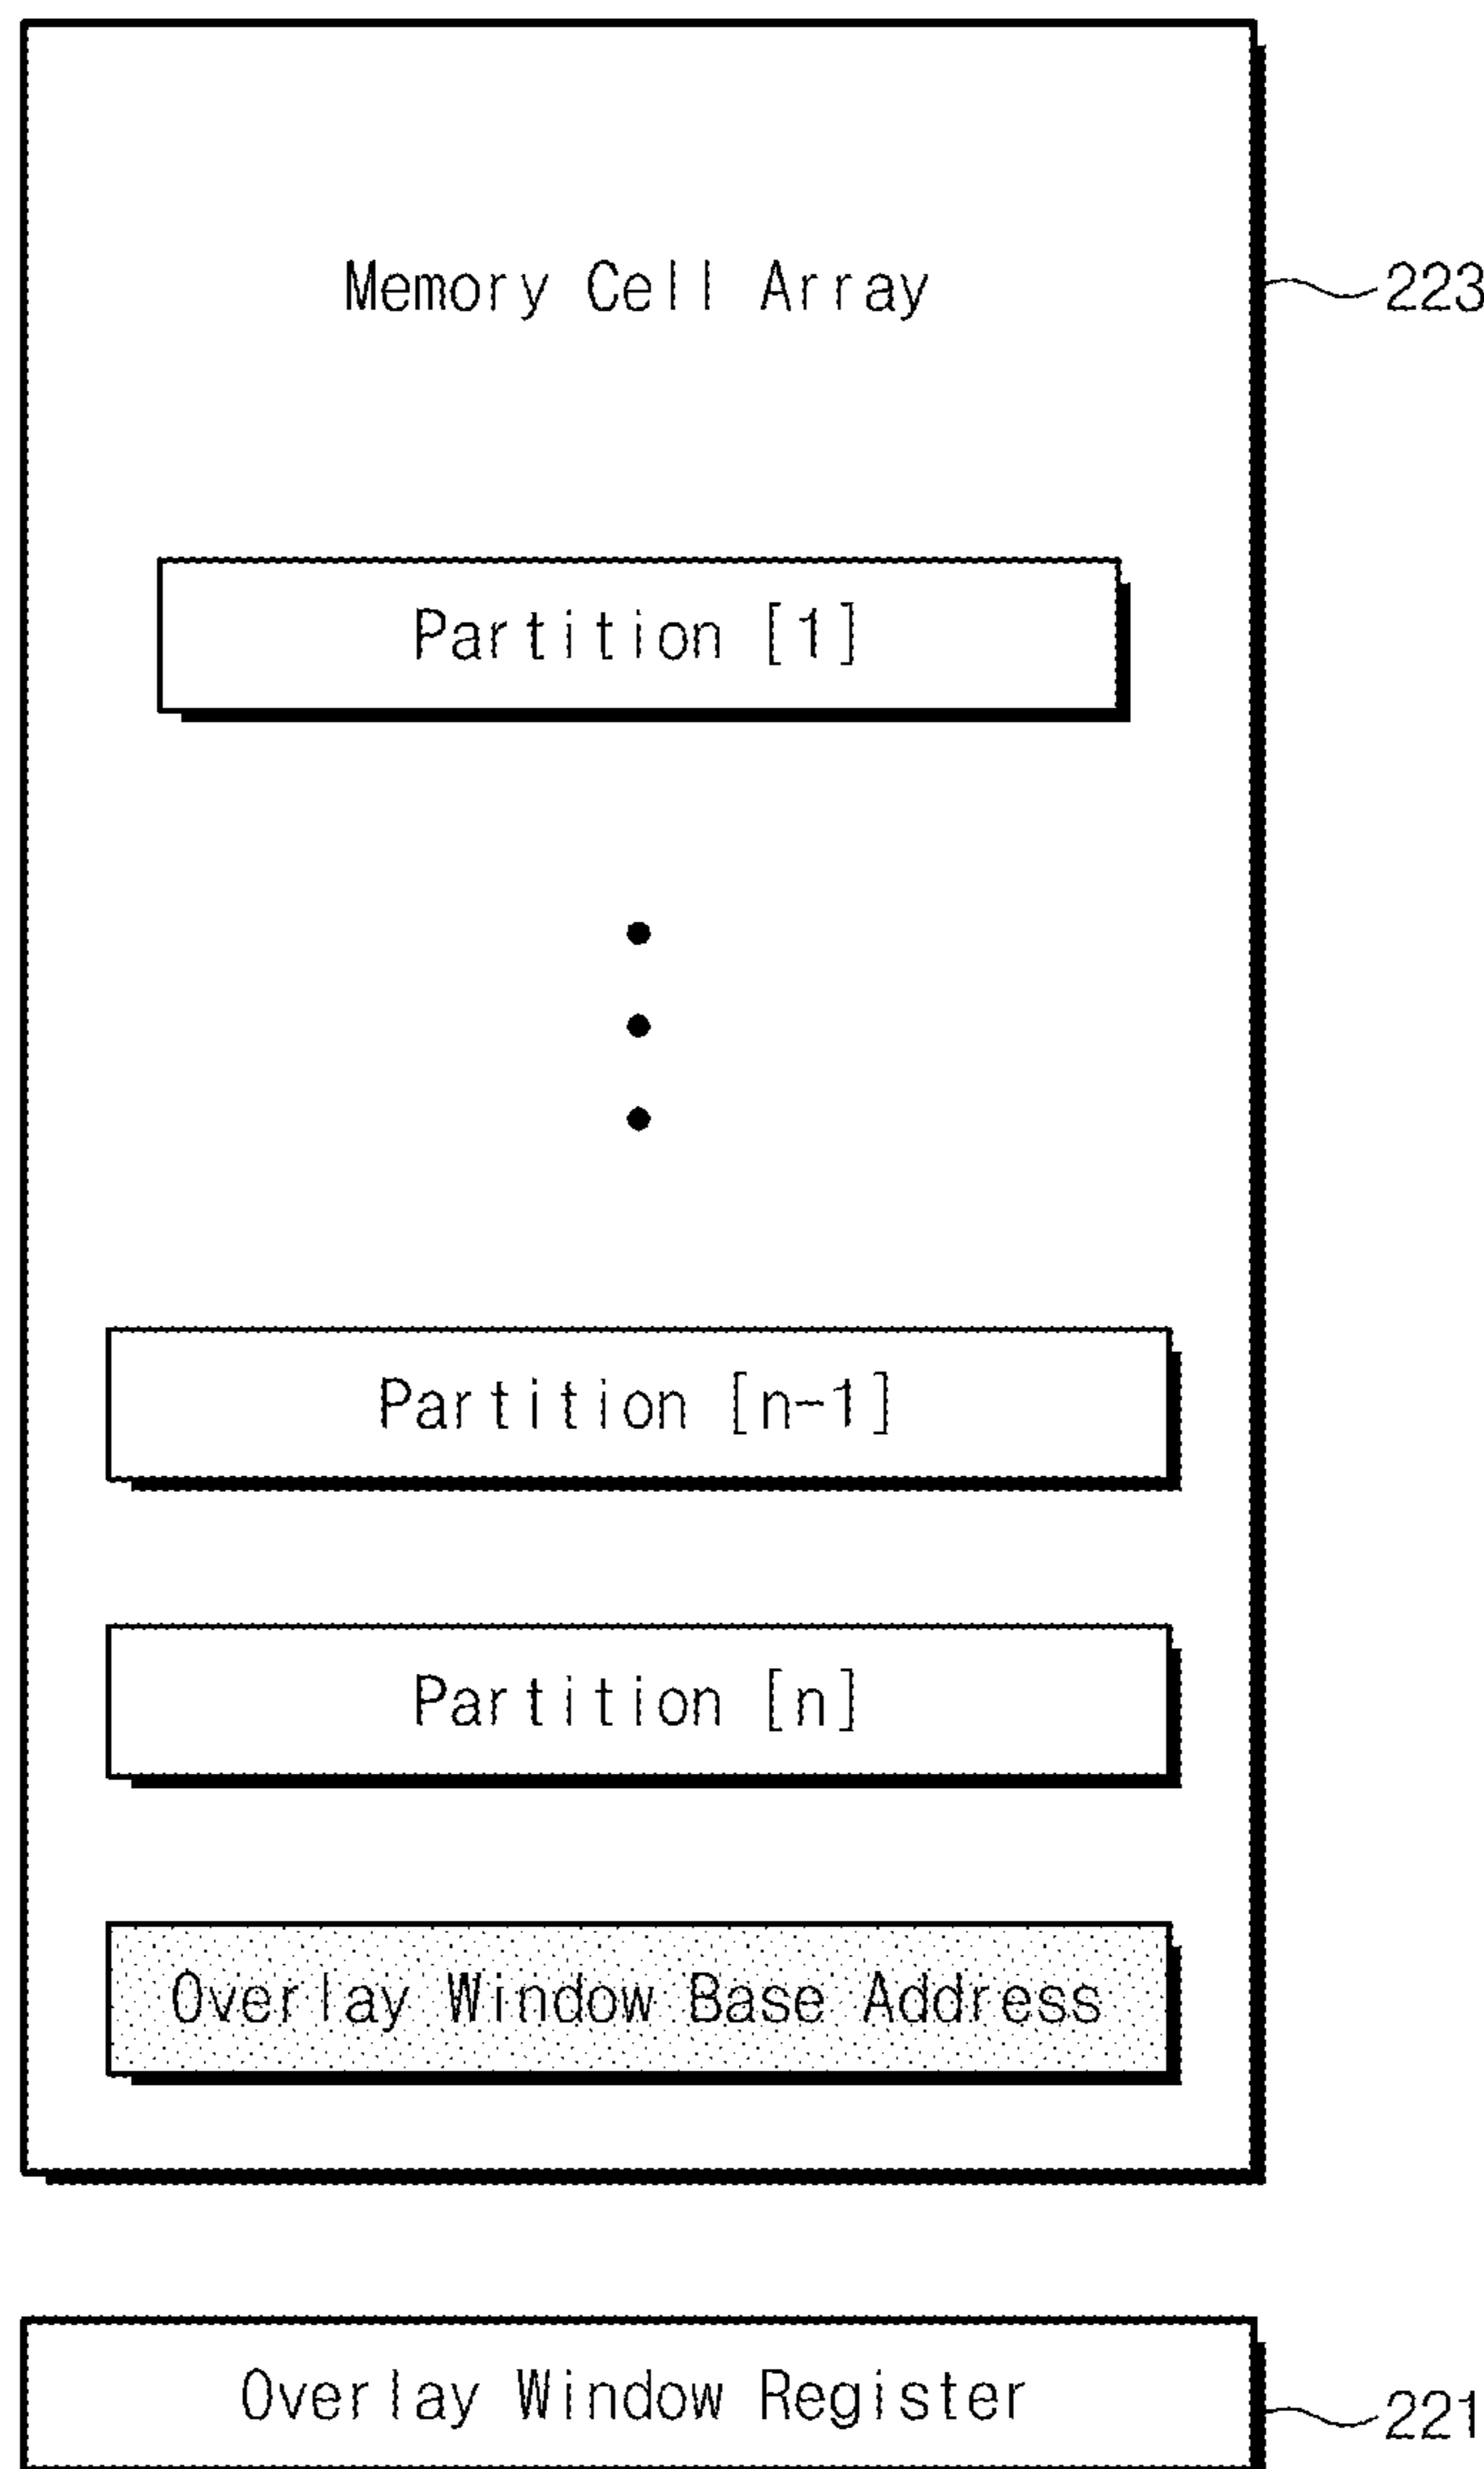 Memory Cell Array
223
Partition [1]
Partition [n-1]
Partition [n]
Overlay Window Base Address
Overlay Window Register
221